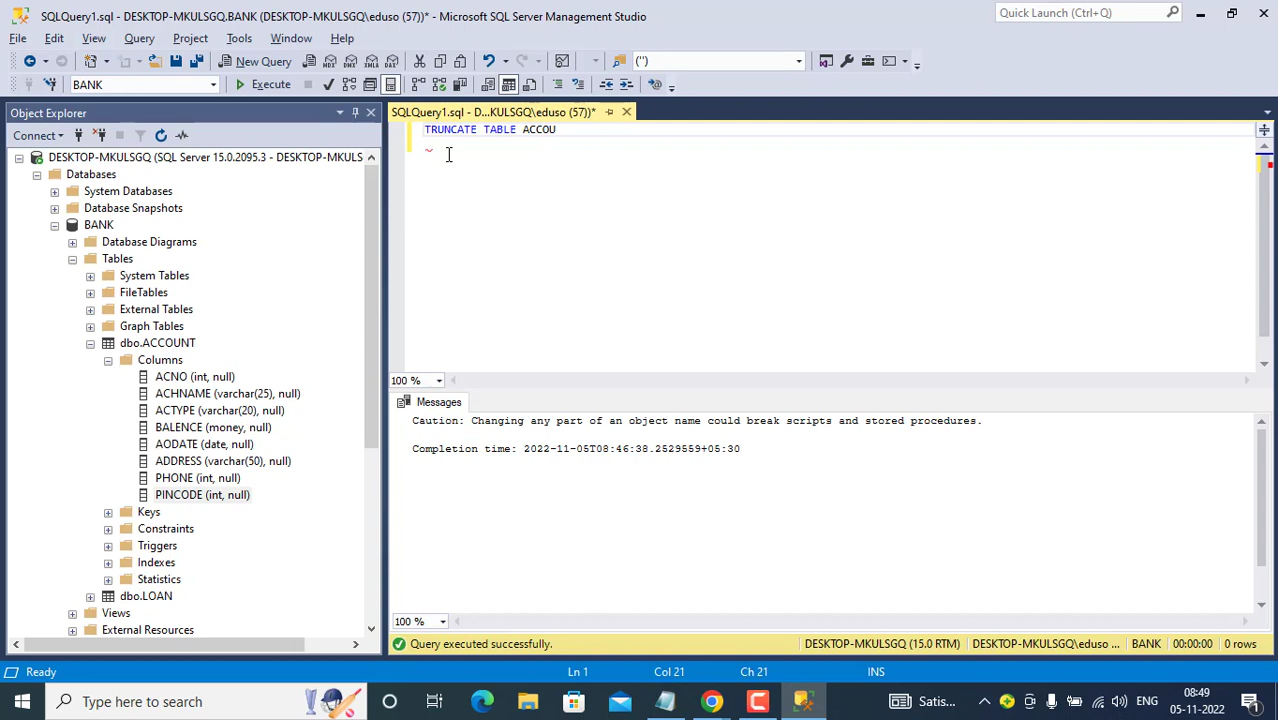 SQLQuery1.sql - DESKTOP-MKULSGQ.BANK (DESKTOP-MKULSGQ\eduso (57))* - Microsoft SQL Server Management Studio
Quick Launch (Ctrl+Q)
File Edit View Query Project Tools Window Help
New Query
MDX DMX XMLA DAX
('')
BANK
Execute
Object Explorer
SQLQuery1.sql - D...KULSGQ\eduso (57))*
Connect
TRUNCATE TABLE ACCOU
DESKTOP-MKULSGQ (SQL Server 15.0.2095.3 - DESKTOP-MKULS
Databases
System Databases
Database Snapshots
BANK
Database Diagrams
Tables
System Tables
FileTables
External Tables
Graph Tables
dbo.ACCOUNT
Columns
ACNO (int, null)
ACHNAME (varchar(25), null)
ACTYPE (varchar(20), null)
BALENCE (money, null)
AODATE (date, null)
ADDRESS (varchar(50), null)
PHONE (int, null)
PINCODE (int, null)
Keys
Constraints
Triggers
Indexes
Statistics
dbo.LOAN
Views
External Resources
100 %
Messages
Caution: Changing any part of an object name could break scripts and stored procedures.
Completion time: 2022-11-05T08:46:38.2529559+05:30
100 %
Query executed successfully.
DESKTOP-MKULSGQ (15.0 RTM) DESKTOP-MKULSGQ\eduso ... BANK 00:00:00 0 rows
Ready
Ln 1 Col 21 Ch 21 INS
Type here to search
Satis...
ENG
08:49
05-11-2022
1